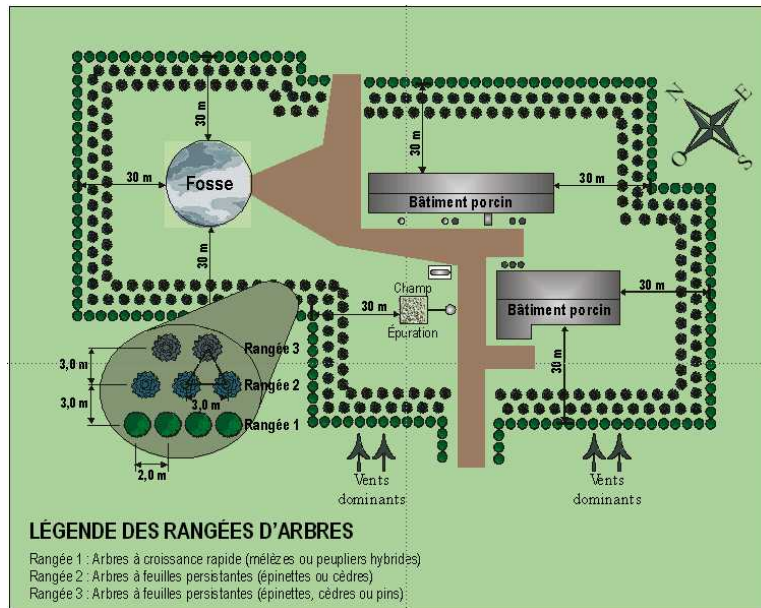 30 m
30 m
N
E
O
S
Fosse
30 m
30 m
Bâtiment porcin
30 m
30 m
Champ
Épuration
Bâtiment porcin
30 m
30 m
Rangée 3
3,0 m
Rangée 2
3,0 m
3,0 m
Rangée 1
2,0 m
Vents
dominants
Vents
dominants
LÉGENDE DES RANGÉES D'ARBRES
Rangée 1 : Arbres à croissance rapide (mélèzes ou peupliers hybrides)
Rangée 2 : Arbres à feuilles persistantes (épinettes ou cèdres)
Rangée 3 : Arbres à feuilles persistantes (épinettes, cèdres ou pins)